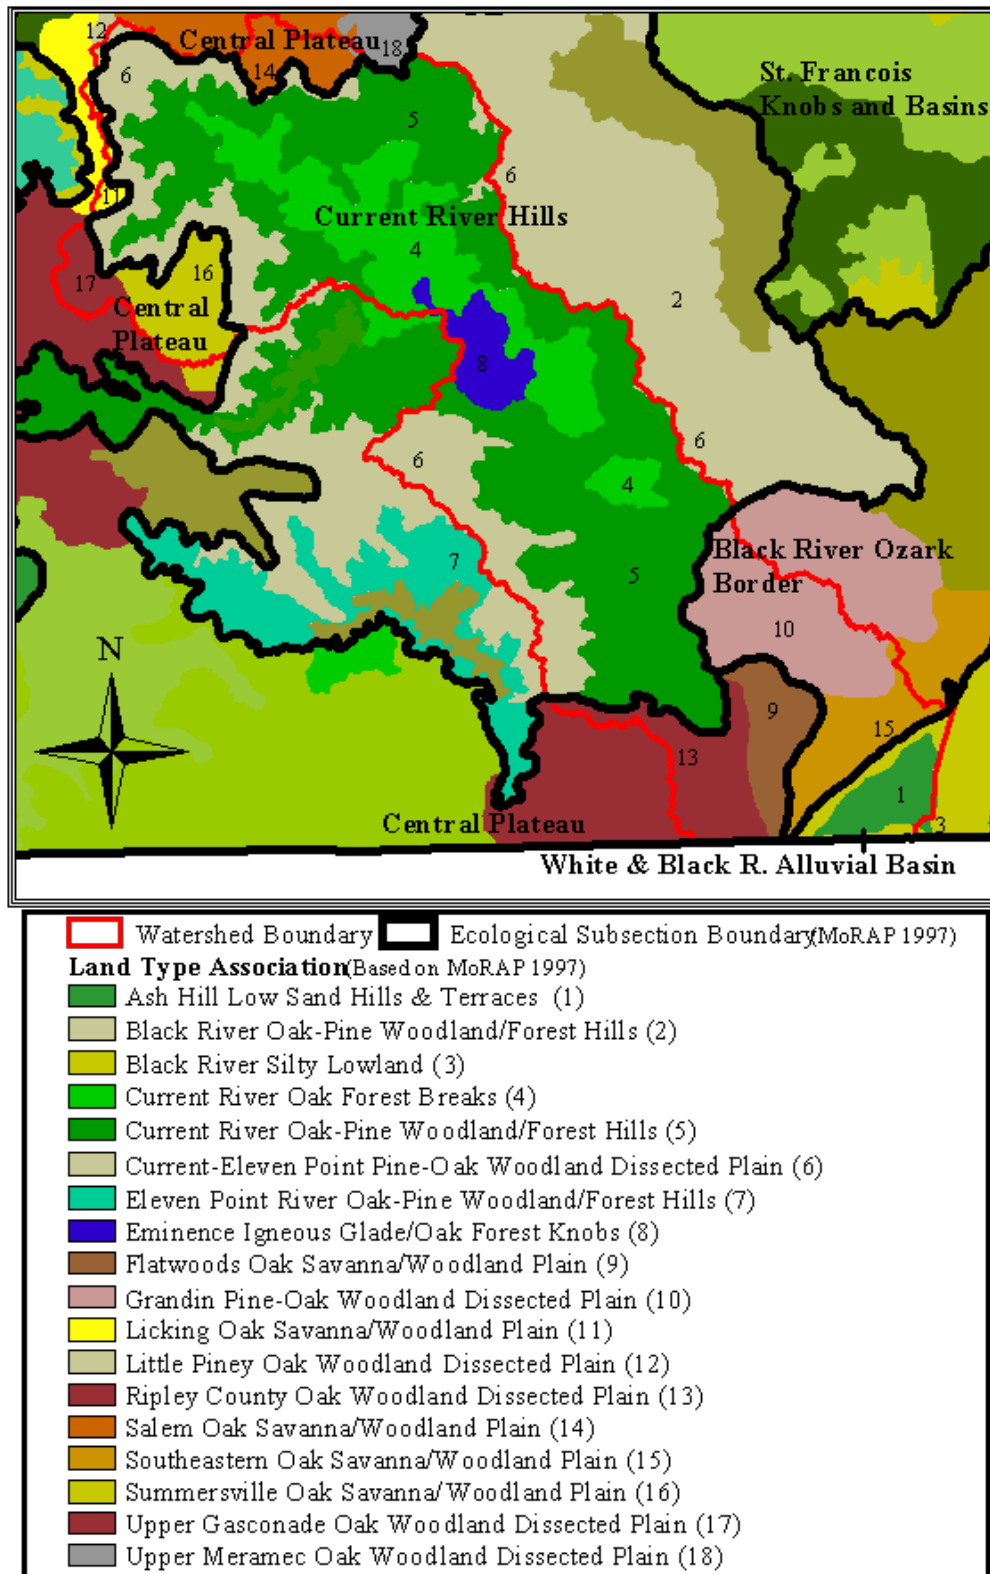 12
Central Plateau
18
6
14
St. Francois
Knobs and Basins
5
6
11
Current River Hills
4
16
17
2
Central
Plateau
8
6
6
4
7
Black River Ozark
Border
5
10
N
9
15
13
1
3
Central Plateau
White & Black R. Alluvial Basin
Watershed Boundary Ecological Subsection Boundary(MoRAP 1997)
Land Type Association(Based on MoRAP 1997)
Ash Hill Low Sand Hills & Terraces (1)
Black River Oak-Pine Woodland/Forest Hills (2)
Black River Silty Lowland (3)
Current River Oak Forest Breaks (4)
Current River Oak-Pine Woodland/Forest Hills (5)
Current-Eleven Point Pine-Oak Woodland Dissected Plain (6)
Eleven Point River Oak-Pine Woodland/Forest Hills (7)
Eminence Igneous Glade/Oak Forest Knobs (8)
Flatwoods Oak Savanna/Woodland Plain (9)
Grandin Pine-Oak Woodland Dissected Plain (10)
Licking Oak Savanna/Woodland Plain (11)
Little Piney Oak Woodland Dissected Plain (12)
Ripley County Oak Woodland Dissected Plain (13)
Salem Oak Savanna/Woodland Plain (14)
Southeastern Oak Savanna/Woodland Plain (15)
Summersville Oak Savanna/Woodland Plain (16)
Upper Gasconade Oak Woodland Dissected Plain (17)
Upper Meramec Oak Woodland Dissected Plain (18)